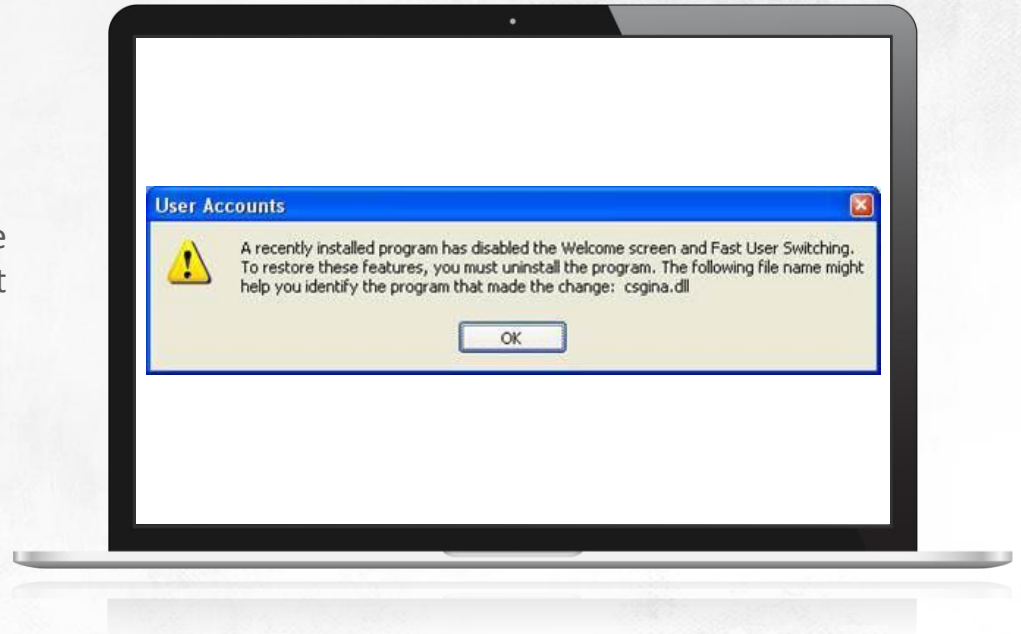 e
t
User Accounts
A recently installed program has disabled the Welcome screen and Fast User Switching.
To restore these features, you must uninstall the program. The following file name might
help you identify the program that made the change: csgina.dll
OK